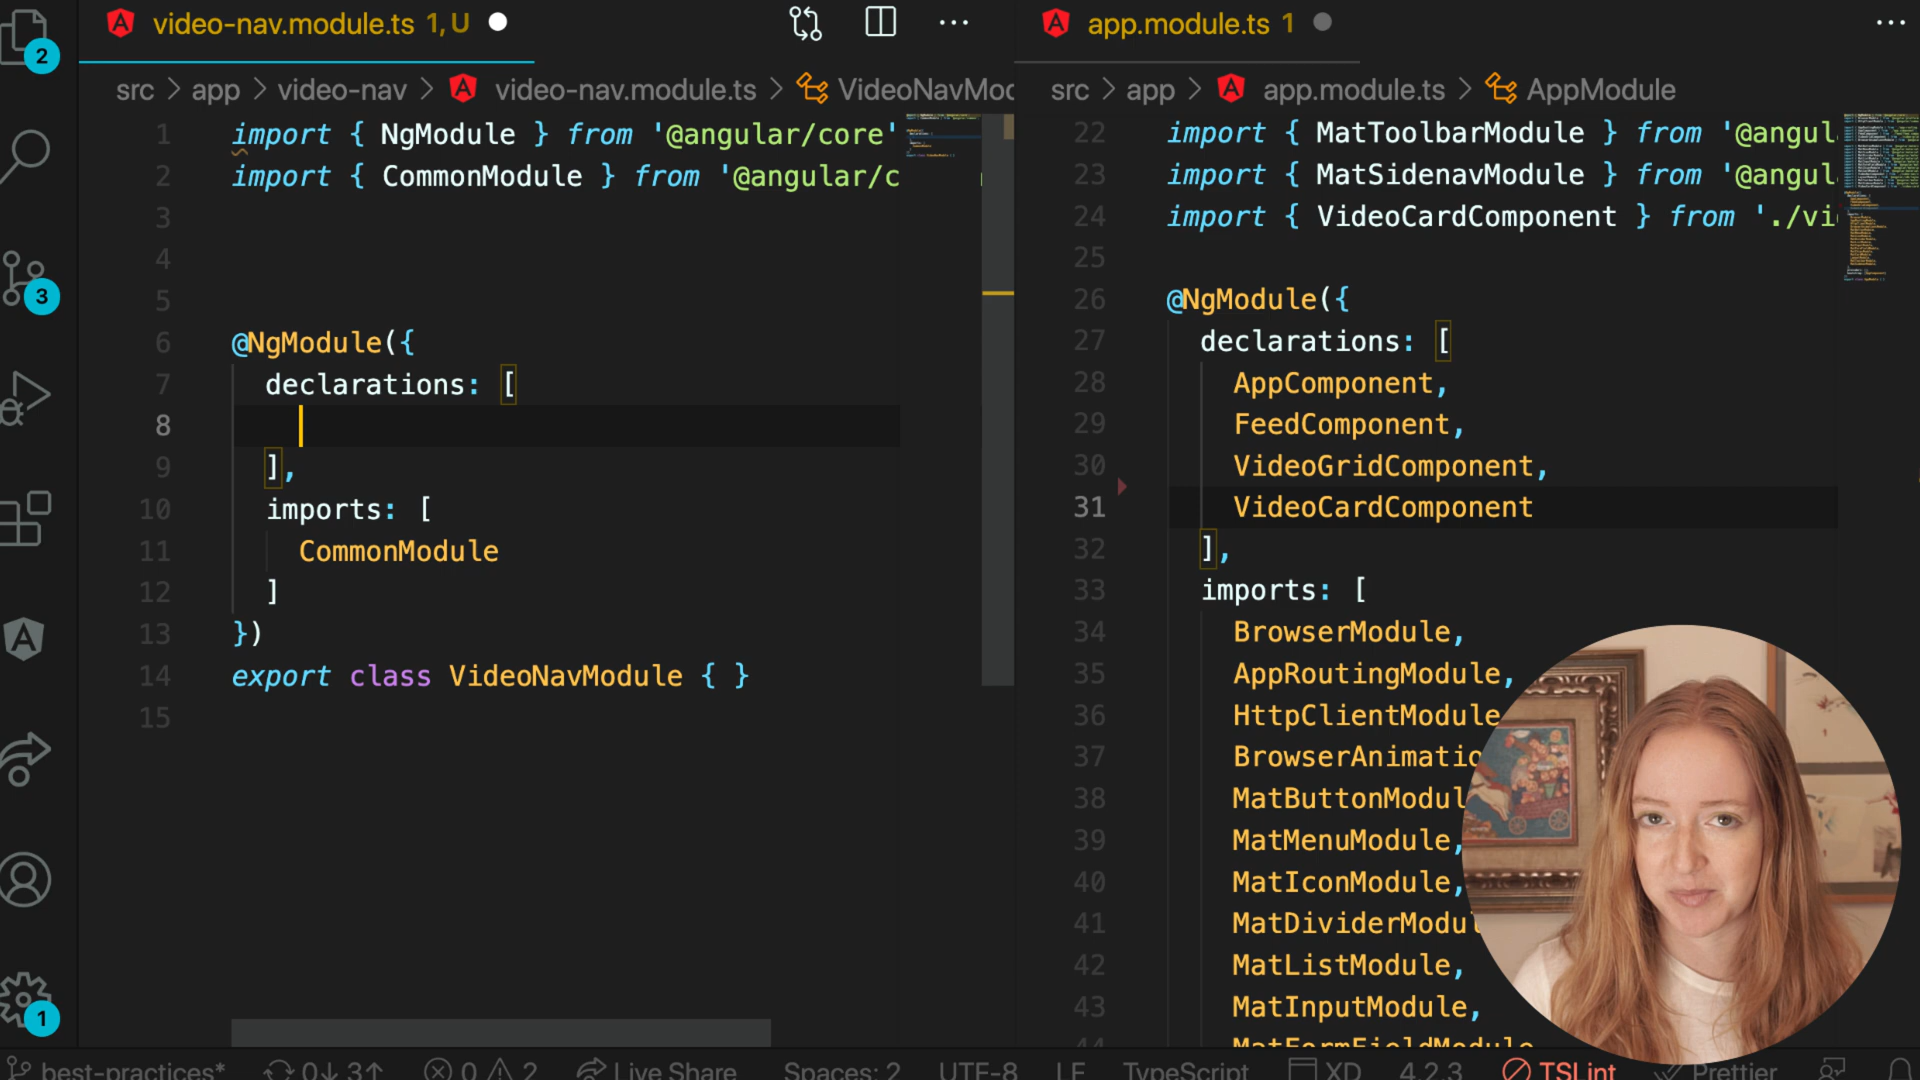 video-nav.module.ts 1, U
src > app > video-nav > video-nav.module.ts > VideoNavMod
1 import { NgModule } from '@angular/core'
2 import { CommonModule } from '@angular/c
3
4
5
6 @NgModule({
7 declarations: [
8
9 ],
10 imports: [
11 CommonModule
12 ]
13 })
14 export class VideoNavModule { }
15
app.module.ts 1
src > app > app.module.ts > AppModule
22 import { MatToolbarModule } from '@angul
23 import { MatSidenavModule } from '@angul
24 import { VideoCardComponent } from './vi
25
26 @NgModule({
27 declarations: [
28 AppComponent,
29 FeedComponent,
30 VideoGridComponent,
31 VideoCardComponent
32 ],
33 imports: [
34 BrowserModule,
35 AppRoutingModule,
36 HttpClientModule
37 BrowserAnimatio
38 MatButtonModul
39 MatMenuModule,
40 MatIconModule,
41 MatDividerModul
42 MatListModule,
43 MatInputModule,
44 MatFormFieldModule
2
3
1
best-practices* 0↓ 3↑ 0 2 Live Share Spaces: 2 UTF-8 LF TypeScript XD 4.2.3 TSLint Prettier